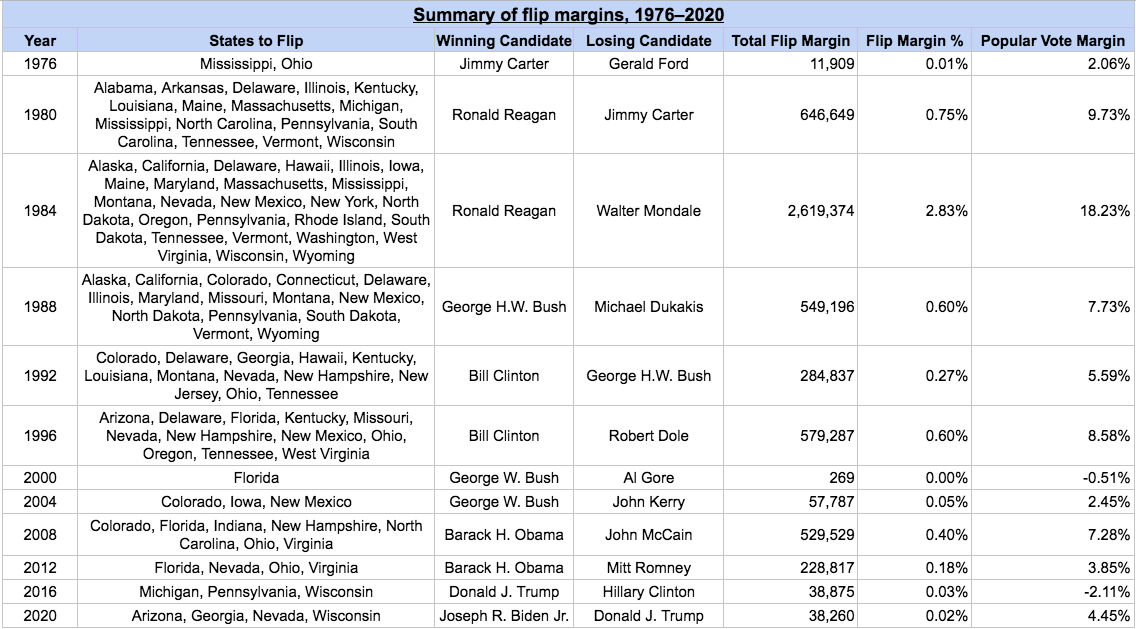 Summary of flip margins, 1976–2020
Year States to Flip Winning Candidate Losing Candidate Total Flip Margin Flip Margin % Popular Vote Margin
1976 Mississippi, Ohio Jimmy Carter Gerald Ford 11,909 0.01% 2.06%
Alabama, Arkansas, Delaware, Illinois, Kentucky,
Louisiana, Maine, Massachusetts, Michigan,
1980 Mississippi, North Carolina, Pennsylvania, South Ronald Reagan Jimmy Carter 646,649 0.75% 9.73%
Carolina, Tennessee, Vermont, Wisconsin
Alaska, California, Delaware, Hawaii, Illinois, Iowa,
Maine, Maryland, Massachusetts, Mississippi,
Montana, Nevada, New Mexico, New York, North
1984 Dakota, Oregon, Pennsylvania, Rhode Island, South Ronald Reagan Walter Mondale 2,619,374 2.83% 18.23%
Dakota, Tennessee, Vermont, Washington, West
Virginia, Wisconsin, Wyoming
Alaska, California, Colorado, Connecticut, Delaware,
Illinois, Maryland, Missouri, Montana, New Mexico,
1988 North Dakota, Pennsylvania, South Dakota, George H.W. Bush Michael Dukakis 549,196 0.60% 7.73%
Vermont, Wyoming
Colorado, Delaware, Georgia, Hawaii, Kentucky,
1992 Louisiana, Montana, Nevada, New Hampshire, New Bill Clinton George H.W. Bush 284,837 0.27% 5.59%
Jersey, Ohio, Tennessee
Arizona, Delaware, Florida, Kentucky, Missouri,
1996 Nevada, New Hampshire, New Mexico, Ohio, Bill Clinton Robert Dole 579,287 0.60% 8.58%
Oregon, Tennessee, West Virginia
2000 Florida George W. Bush Al Gore 269 0.00% -0.51%
2004 Colorado, Iowa, New Mexico George W. Bush John Kerry 57,787 0.05% 2.45%
2008 Colorado, Florida, Indiana, New Hampshire, North Barack H. Obama John McCain 529,529 0.40% 7.28%
Carolina, Ohio, Virginia
2012 Florida, Nevada, Ohio, Virginia Barack H. Obama Mitt Romney 228,817 0.18% 3.85%
2016 Michigan, Pennsylvania, Wisconsin Donald J. Trump Hillary Clinton 38,875 0.03% -2.11%
2020 Arizona, Georgia, Nevada, Wisconsin Joseph R. Biden Jr. Donald J. Trump 38,260 0.02% 4.45%